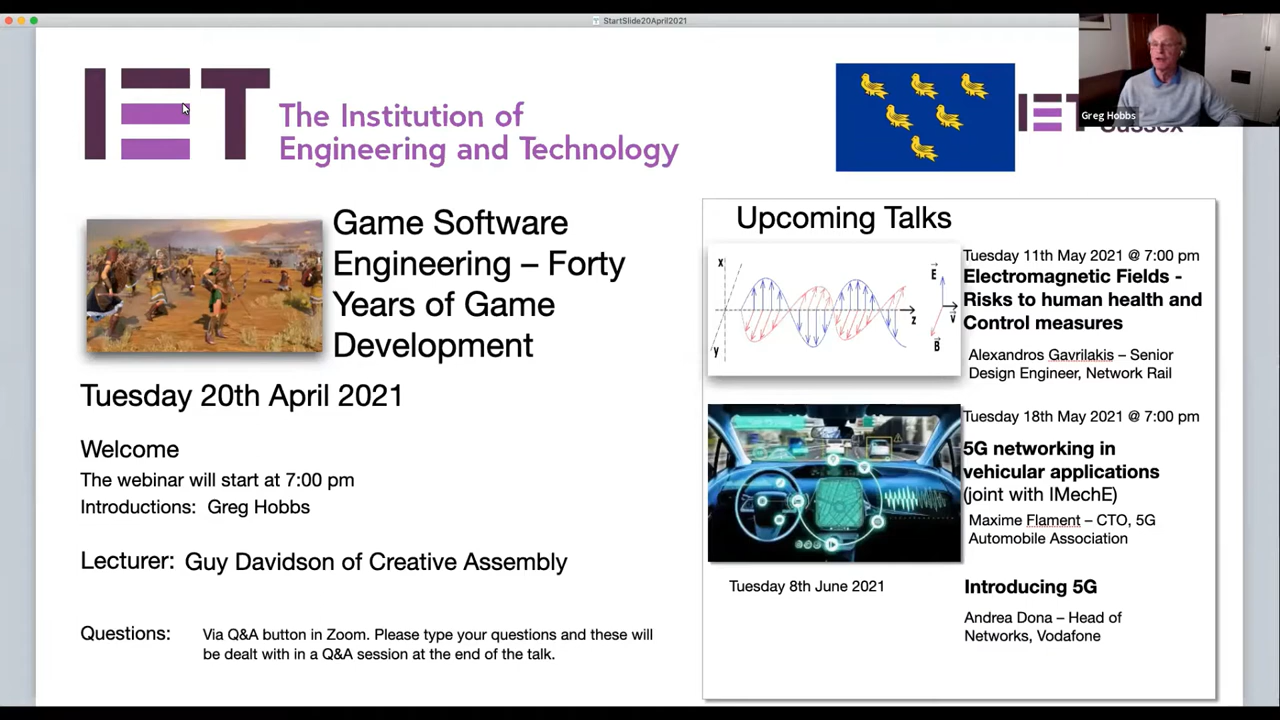 StartSlide20April2021
Greg Hobbs
IET
The Institution of
Engineering and Technology
IET
Sussex
Game Software
Engineering – Forty
Years of Game
Development
Tuesday 20th April 2021
Welcome
The webinar will start at 7:00 pm
Introductions: Greg Hobbs
Lecturer: Guy Davidson of Creative Assembly
Questions: Via Q&A button in Zoom. Please type your questions and these will
be dealt with in a Q&A session at the end of the talk.
Upcoming Talks
x
y
z
E
V
B
Tuesday 11th May 2021 @ 7:00 pm
Electromagnetic Fields -
Risks to human health and
Control measures
Alexandros Gavrilakis – Senior
Design Engineer, Network Rail
Tuesday 18th May 2021 @ 7:00 pm
5G networking in
vehicular applications
(joint with IMechE)
Maxime Flament – CTO, 5G
Automobile Association
Tuesday 8th June 2021
Introducing 5G
Andrea Dona – Head of
Networks, Vodafone